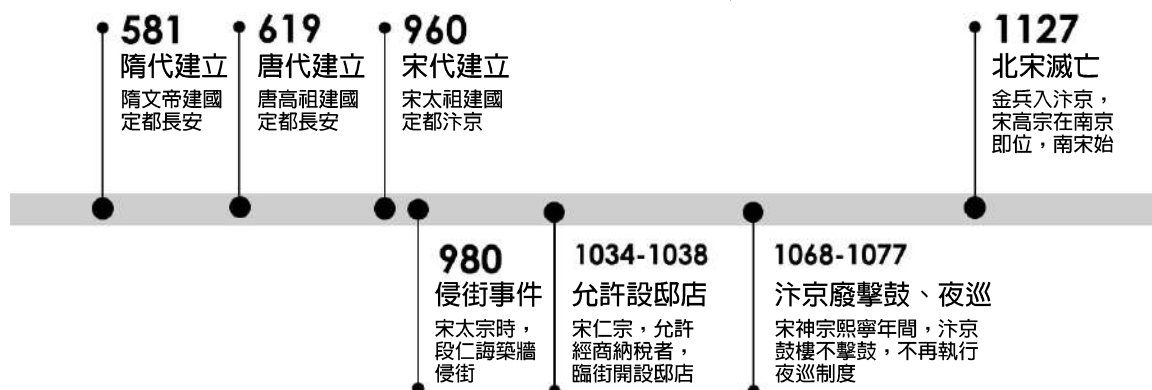 581
隋代建立
隋文帝建國
定都長安
619
唐代建立
唐高祖建國
定都長安
960
宋代建立
宋太祖建國
定都汴京
1127
北宋滅亡
金兵入汴京，
宋高宗在南京
即位，南宋始
980
侵街事件
宋太宗時，
段仁誨築牆
侵街
1034-1038
允許設邸店
宋仁宗，允許
經商納稅者，
臨街開設邸店
1068-1077
汴京廢擊鼓、夜巡
宋神宗熙寧年間，汴京
鼓樓不擊鼓，不再執行
夜巡制度